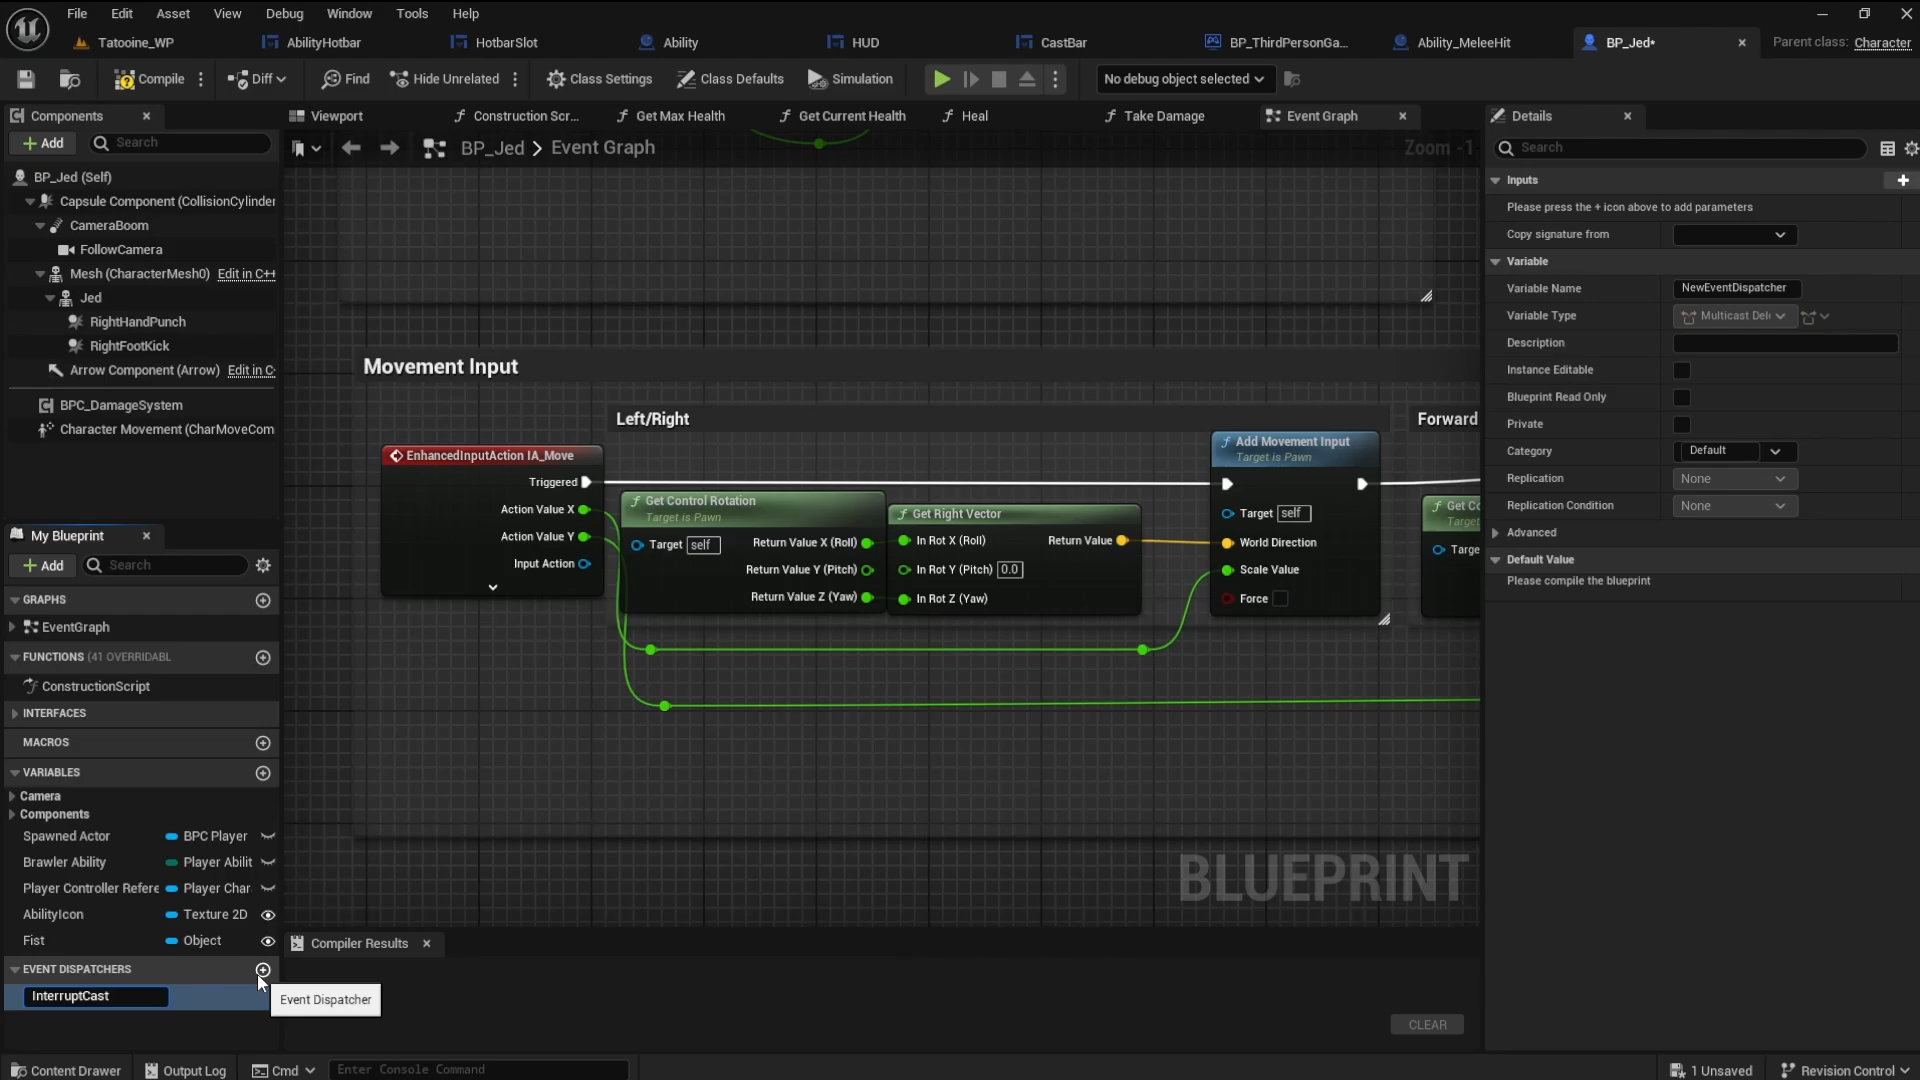 File Edit Asset View Debug Window Tools Help
Tatooine_WP AbilityHotbar HotbarSlot Ability HUD CastBar BP_ThirdPersonGa... Ability_MeleeHit BP_Jed* Parent class: Character
Compile Diff Find Hide Unrelated Class Settings Class Defaults Simulation No debug object selected
Components
Add Search
BP_Jed (Self)
Capsule Component (CollisionCylinder
CameraBoom
FollowCamera
Mesh (CharacterMesh0) Edit in C++
Jed
RightHandPunch
RightFootKick
Arrow Component (Arrow) Edit in C
BPC_DamageSystem
Character Movement (CharMoveCom
My Blueprint
Add Search
GRAPHS
EventGraph
FUNCTIONS (41 OVERRIDABL
ConstructionScript
INTERFACES
MACROS
VARIABLES
Camera
Components
Spawned Actor BPC Player
Brawler Ability Player Abilit
Player Controller Refere Player Char
AbilityIcon Texture 2D
Fist Object
EVENT DISPATCHERS
InterruptCast
Event Dispatcher
Viewport Construction Scr... Get Max Health Get Current Health Heal Take Damage Event Graph
BP_Jed > Event Graph Zoom -1
Movement Input
Left/Right
Forward
EnhancedInputAction IA_Move
Triggered
Action Value X
Action Value Y
Input Action
Get Control Rotation
Target is Pawn
Target self
Return Value X (Roll)
Return Value Y (Pitch)
Return Value Z (Yaw)
Get Right Vector
In Rot X (Roll) Return Value
In Rot Y (Pitch) 0.0
In Rot Z (Yaw)
Add Movement Input
Target is Pawn
Target self
World Direction
Scale Value
Force
Get Co
Target
Targe
BLUEPRINT
Compiler Results
CLEAR
Details
Search
Inputs
Please press the + icon above to add parameters
Copy signature from
Variable
Variable Name NewEventDispatcher
Variable Type Multicast Del
Description
Instance Editable
Blueprint Read Only
Private
Category Default
Replication None
Replication Condition None
Advanced
Default Value
Please compile the blueprint
Content Drawer Output Log Cmd Enter Console Command 1 Unsaved Revision Control